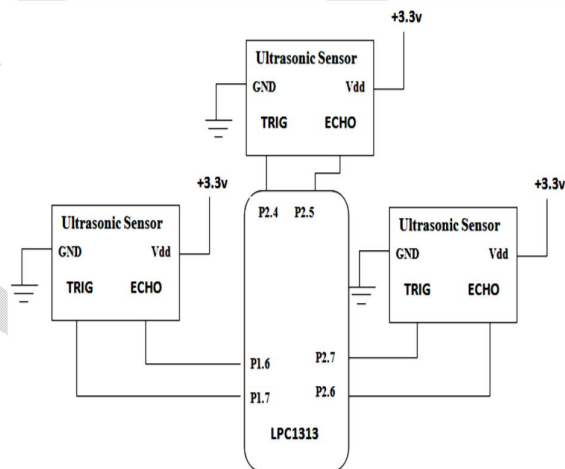 +3.3v
Ultrasonic Sensor
GND Vdd
TRIG ECHO
P2.4 P2.5
+3.3v
Ultrasonic Sensor
GND Vdd
TRIG ECHO
+3.3v
Ultrasonic Sensor
GND Vdd
TRIG ECHO
P1.6 P2.7
P1.7 P2.6
LPC1313